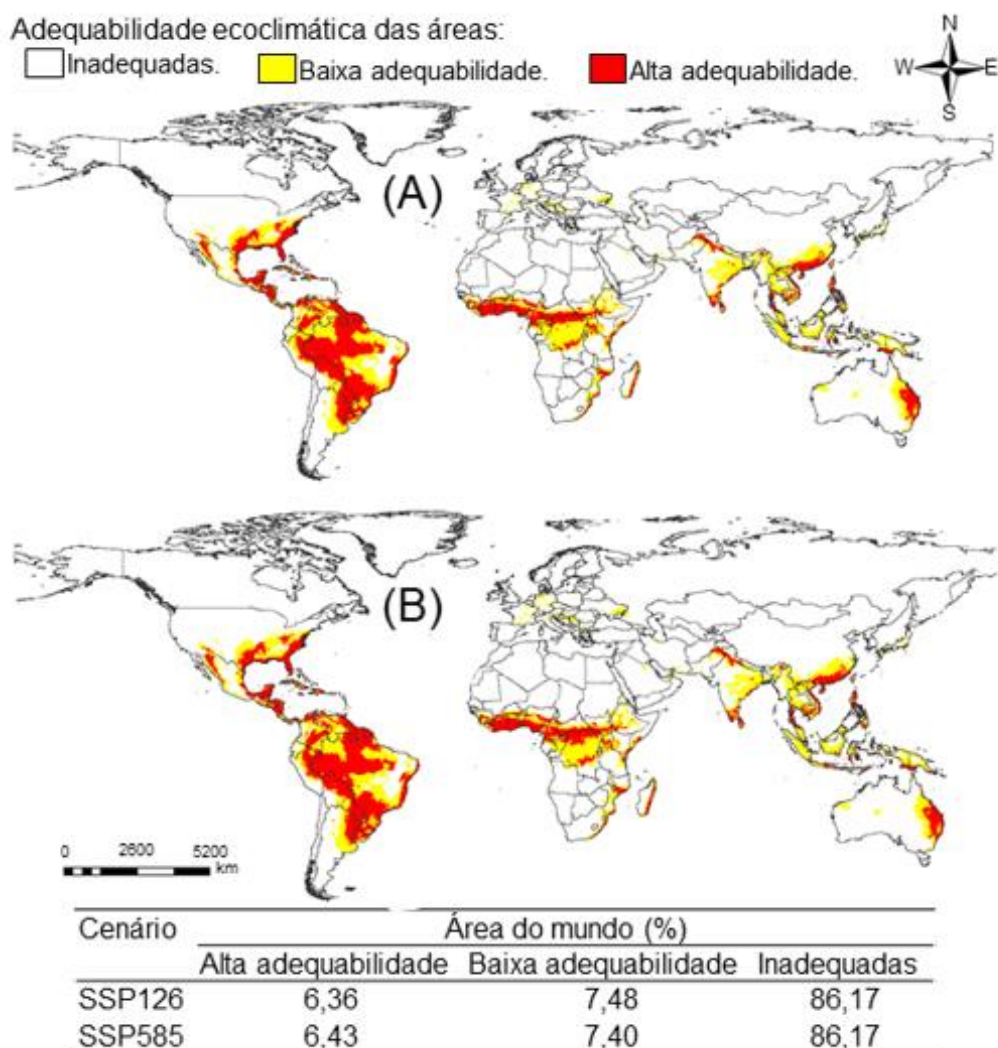 Adequabilidade ecoclimática das áreas:
Inadequadas. Baixa adequabilidade. Alta adequabilidade.
N
W E
S
(A)
(B)
0 2600 5200
km
Cenário Área do mundo (%)
Alta adequabilidade Baixa adequabilidade Inadequadas
SSP126 6,36 7,48 86,17
SSP585 6,43 7,40 86,17